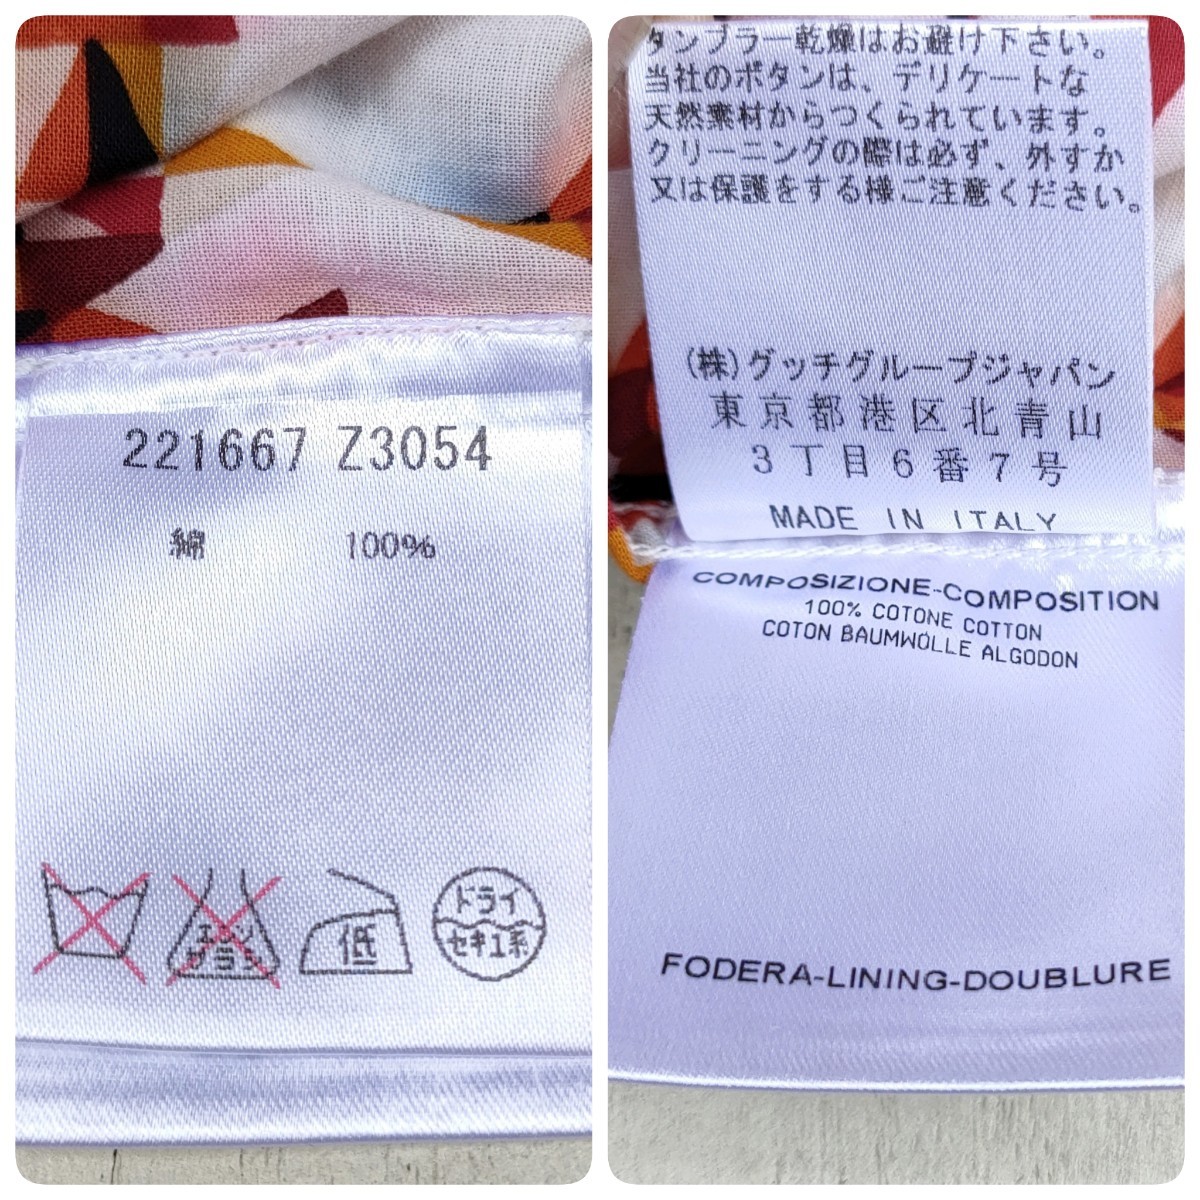 221667 Z3054
綿 100%
エンソ
サラシ
低
ドライ
セキユ系
タンブラー乾燥はお避け下さい。
当社のボタンは、デリケートな
天然素材からつくられています。
クリーニングの際は必ず、外すか
又は保護をする様ご注意ください。
(株)グッチグループジャパン
東京都港区北青山
3丁目6番7号
MADE IN ITALY
COMPOSIZIONE-COMPOSITION
100% COTONE COTTON
COTON BAUMWOLLE ALGODON
FODERA-LINING-DOUBLURE